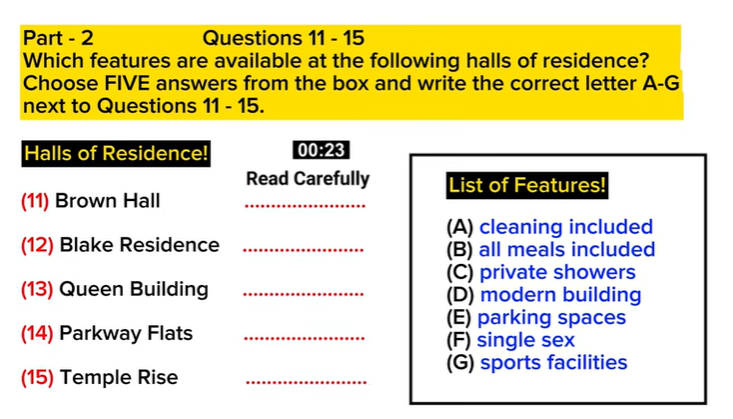 Part - 2 Questions 11 - 15
Which features are available at the following halls of residence?
Choose FIVE answers from the box and write the correct letter A-G
next to Questions 11 - 15.
Halls of Residence!
00:23
Read Carefully
(11) Brown Hall ........................
(12) Blake Residence ........................
(13) Queen Building ........................
(14) Parkway Flats ........................
(15) Temple Rise ........................
List of Features!
(A) cleaning included
(B) all meals included
(C) private showers
(D) modern building
(E) parking spaces
(F) single sex
(G) sports facilities